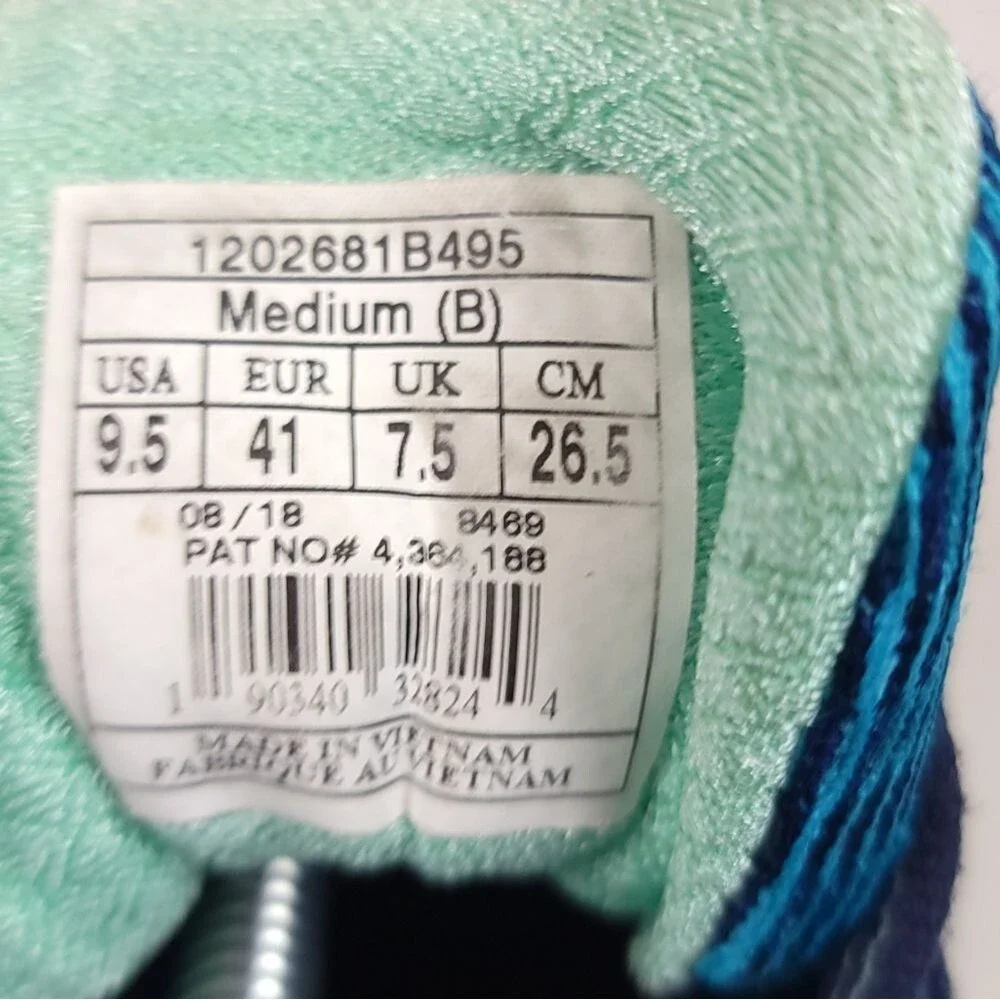 1202681B495
Medium (B)
USA EUR UK CM
9.5 41 7.5 26.5
08/18 8469
PAT NO# 4,364,188
1 90340 32824 4
MADE IN VIETNAM
FABRIQUE AU VIETNAM